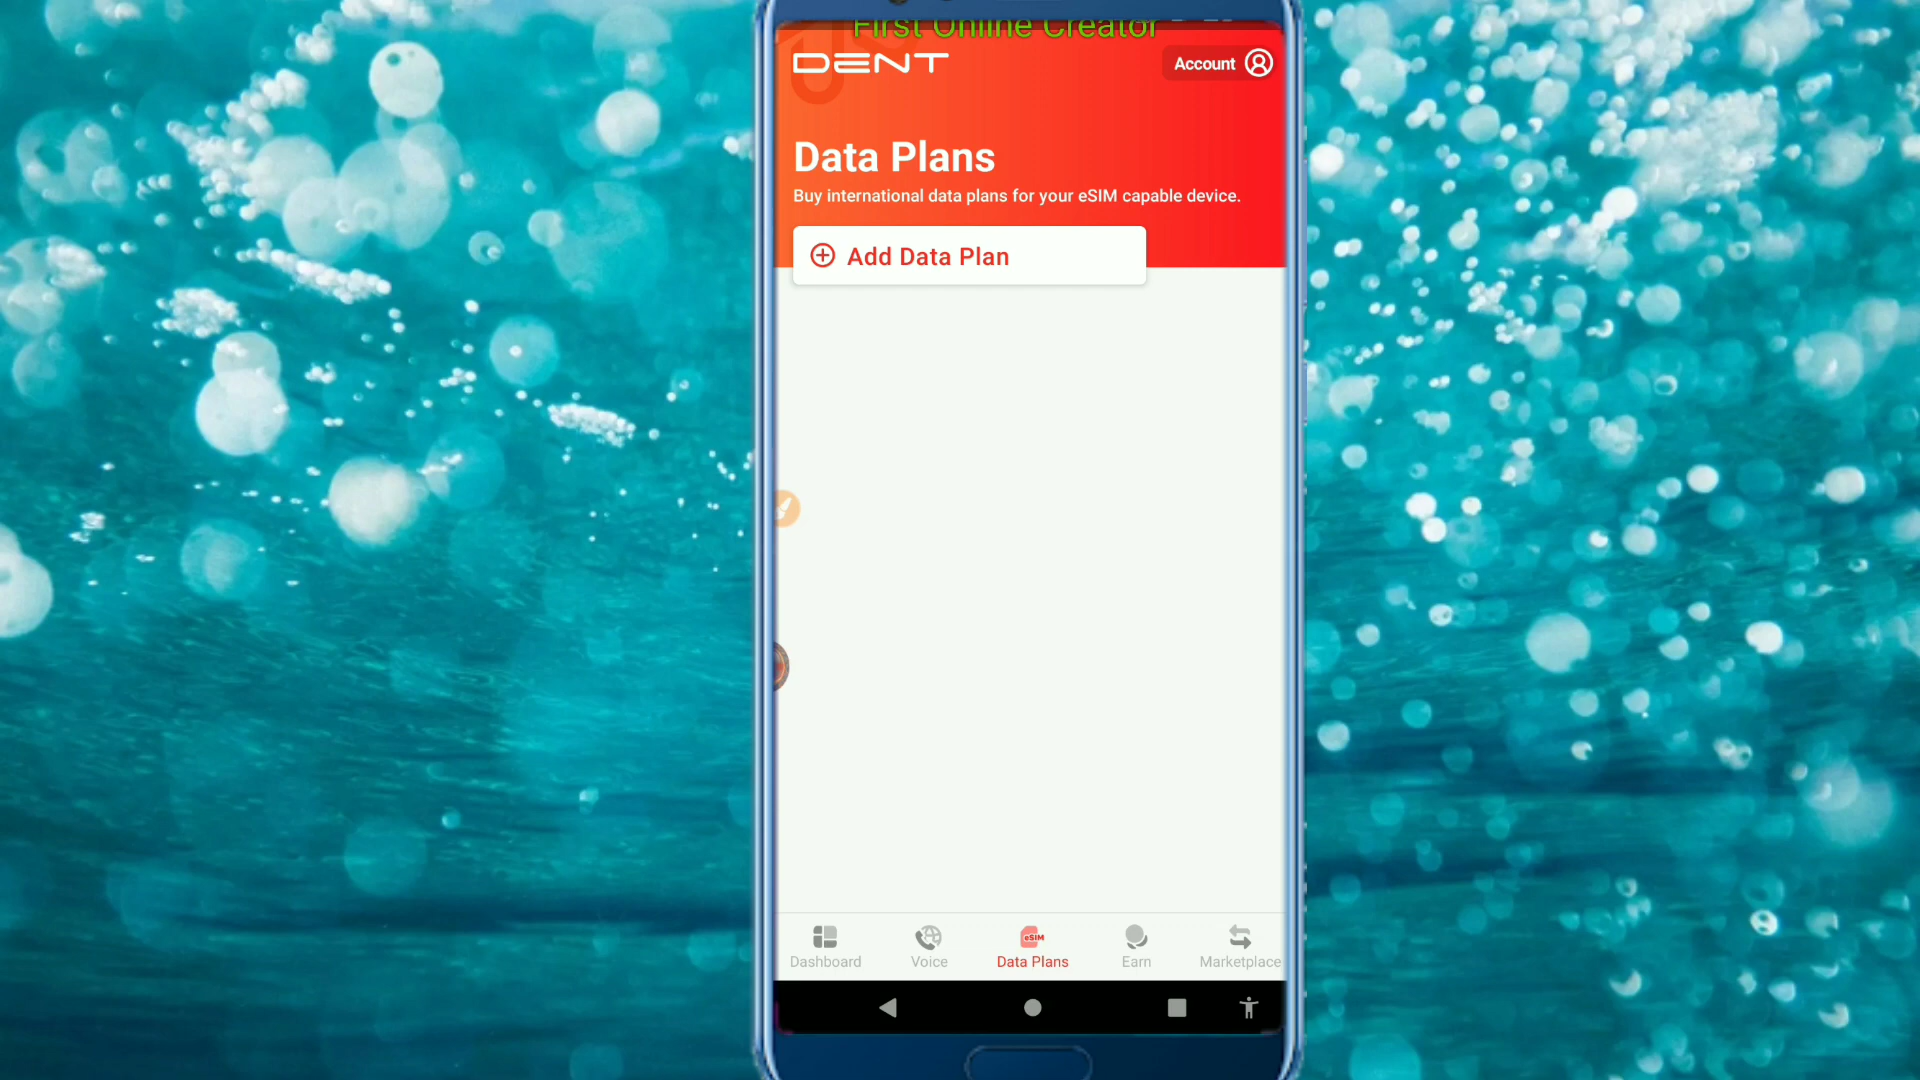 First Online Creator
DENT
Account
Data Plans
Buy international data plans for your eSIM capable device.
Add Data Plan
eSIM
Dashboard
Voice
Data Plans
Earn
Marketplace